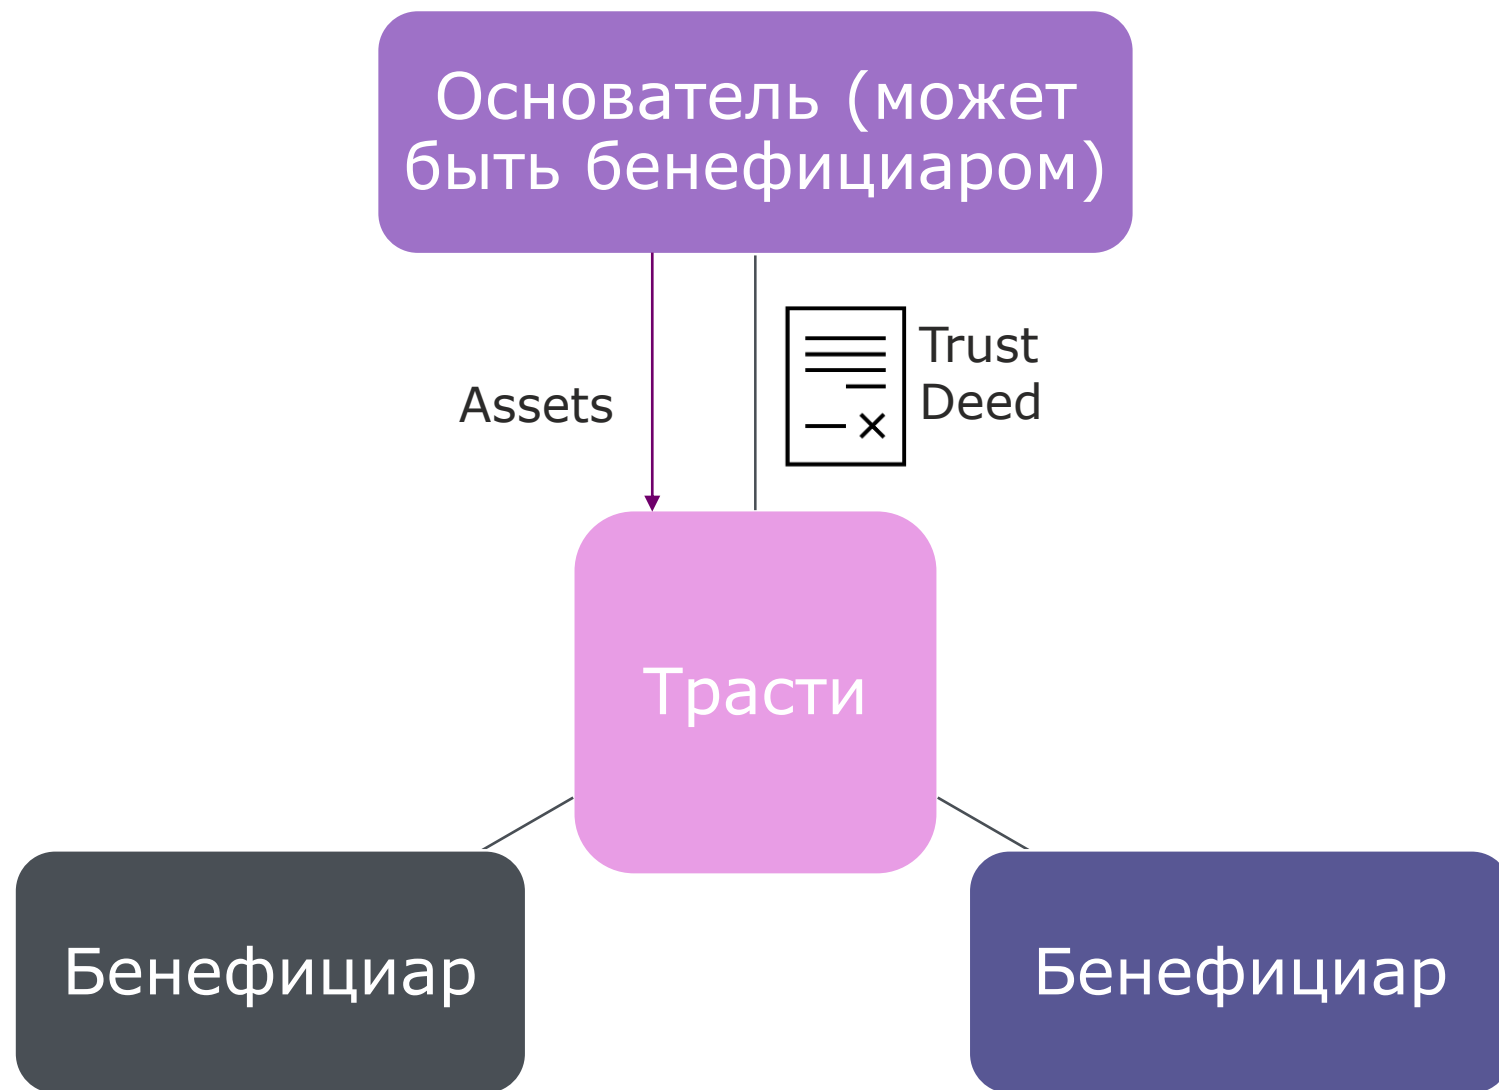 Основатель (может
быть бенефициаром)
Assets
Trust
Deed
Трасти
Бенефициар
Бенефициар